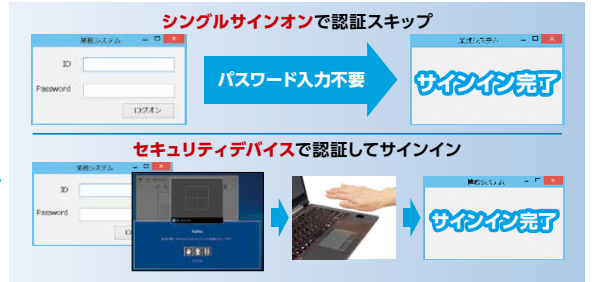 シングルサインオンで認証スキップ
業務システム
ID
Password
ログオン
パスワード入力不要
業務システム
サインイン完了
セキュリティデバイスで認証してサインイン
業務システム
ID
Password
業務システム
サインイン完了